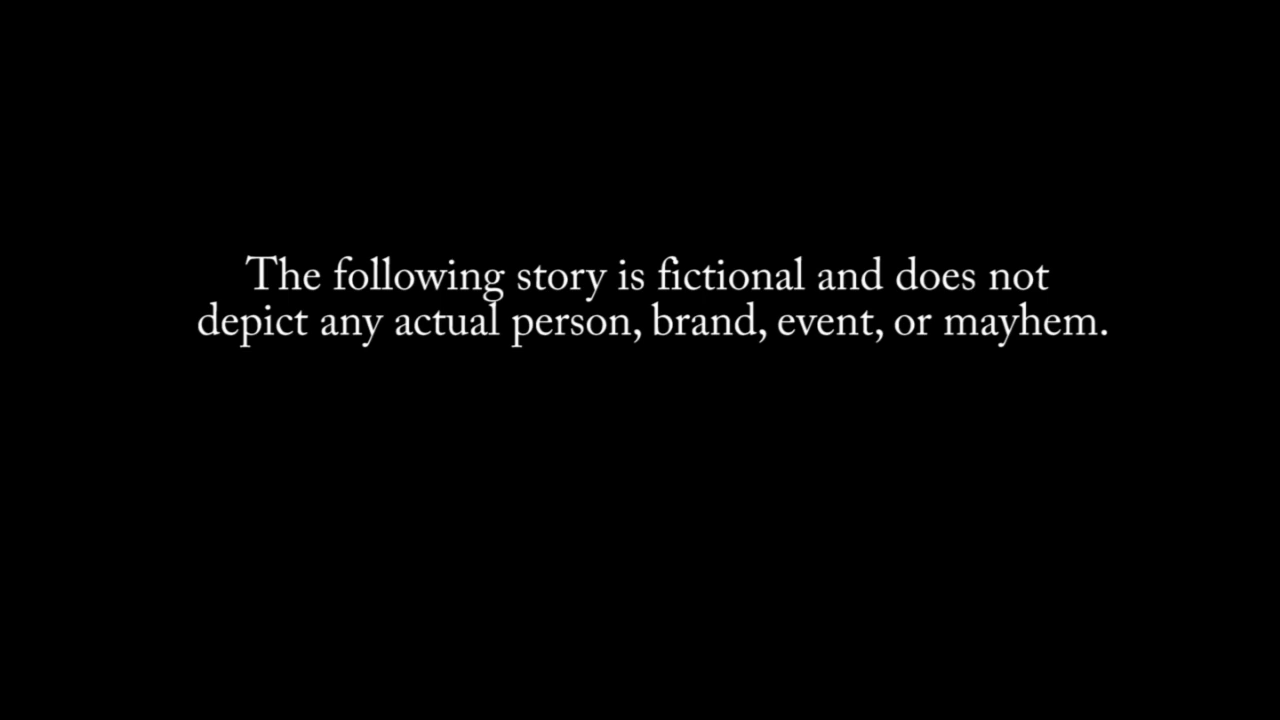 The following story is fictional and does not
depict any actual person, brand, event, or mayhem.